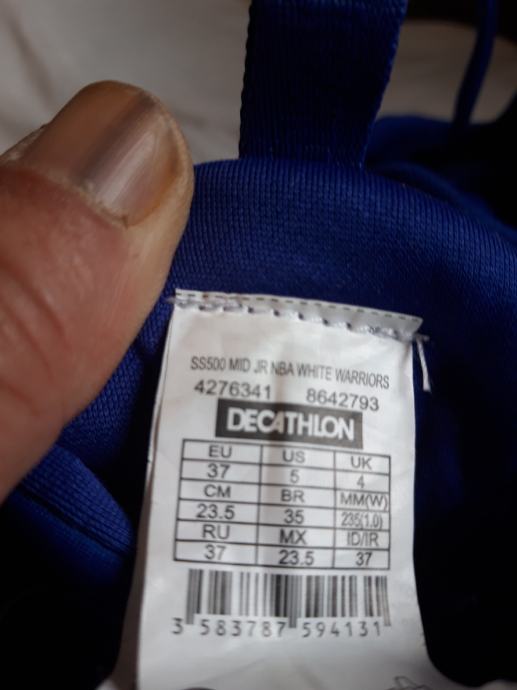 SS500 MID JR NBA WHITE WARRIORS
4276341 8642793
DECATHLON
EU US UK
37 5 4
CM BR MM(W)
23.5 35 235(1.0)
RU MX ID/IR
37 23.5 37
3 583787 594131